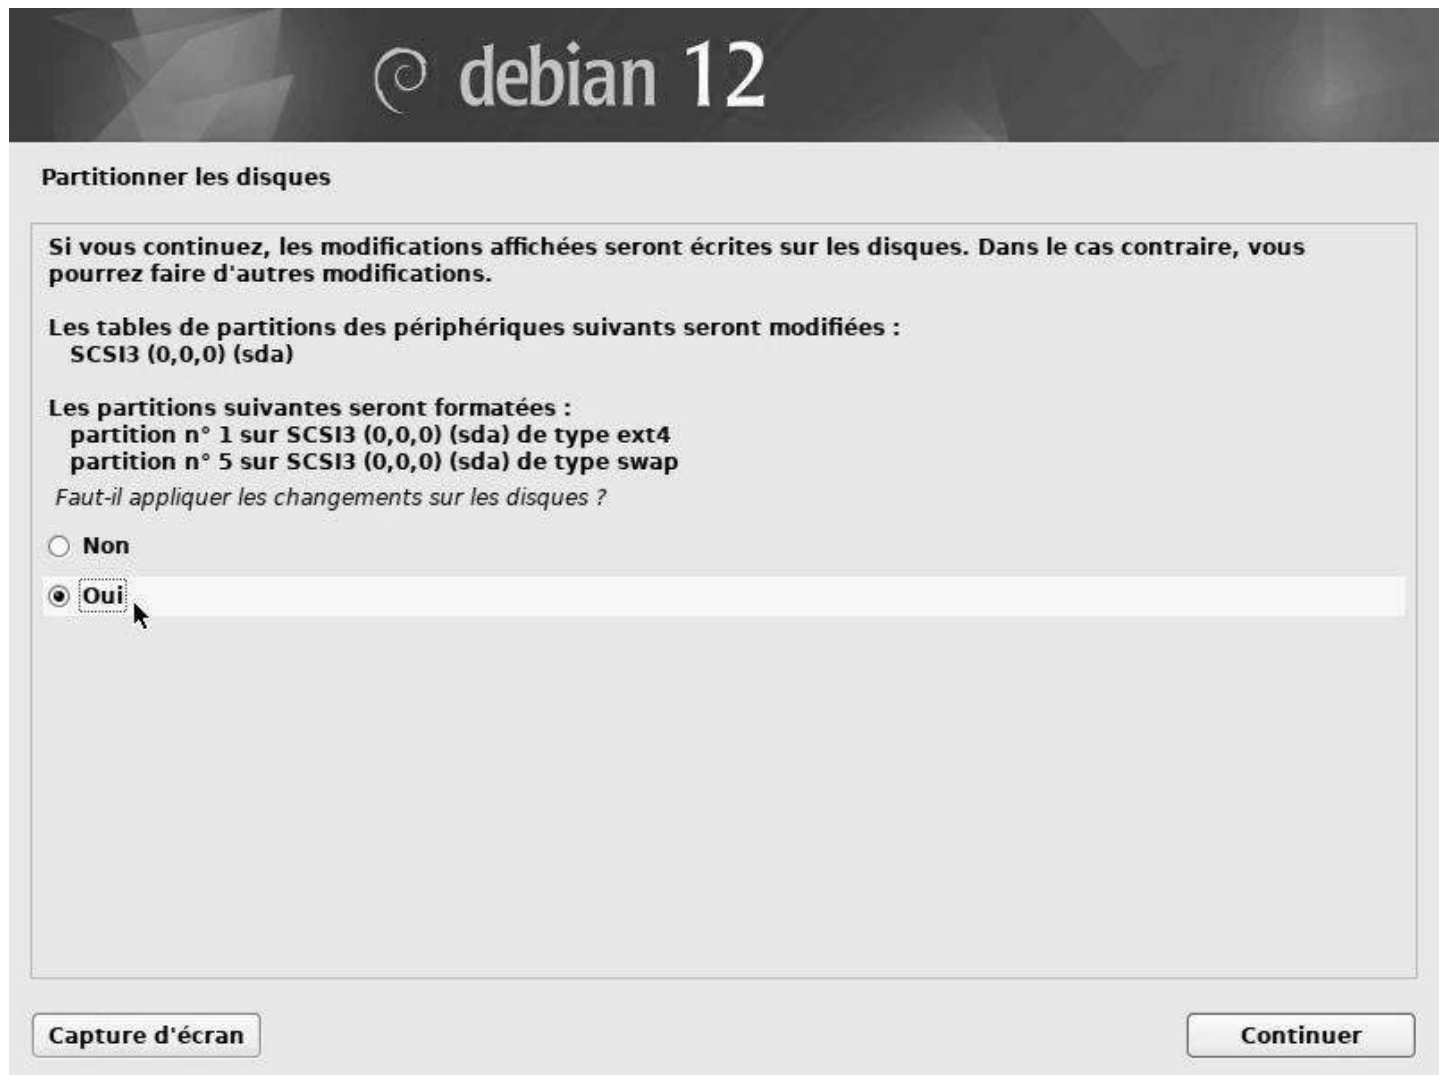 debian 12
Partitionner les disques
Si vous continuez, les modifications affichées seront écrites sur les disques. Dans le cas contraire, vous
pourrez faire d'autres modifications.
Les tables de partitions des périphériques suivants seront modifiées :
SCSI3 (0,0,0) (sda)
Les partitions suivantes seront formatées :
partition n° 1 sur SCSI3 (0,0,0) (sda) de type ext4
partition n° 5 sur SCSI3 (0,0,0) (sda) de type swap
Faut-il appliquer les changements sur les disques ?
Non
Oui
Capture d'écran
Continuer